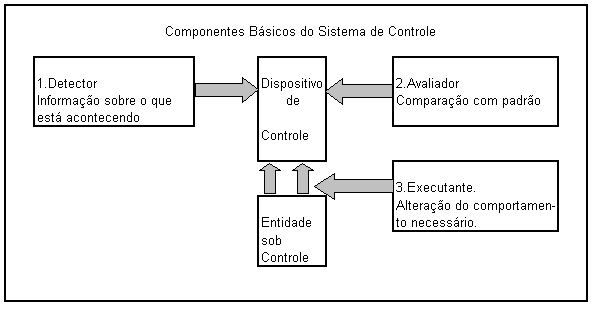 Componentes Básicos do Sistema de Controle
1.Detector
Informação sobre o que
está acontecendo
Dispositivo
de
Controle
2.Avaliador
Comparação com padrão
3.Executante.
Alteração do comportamen-
to necessário.
Entidade
sob
Controle